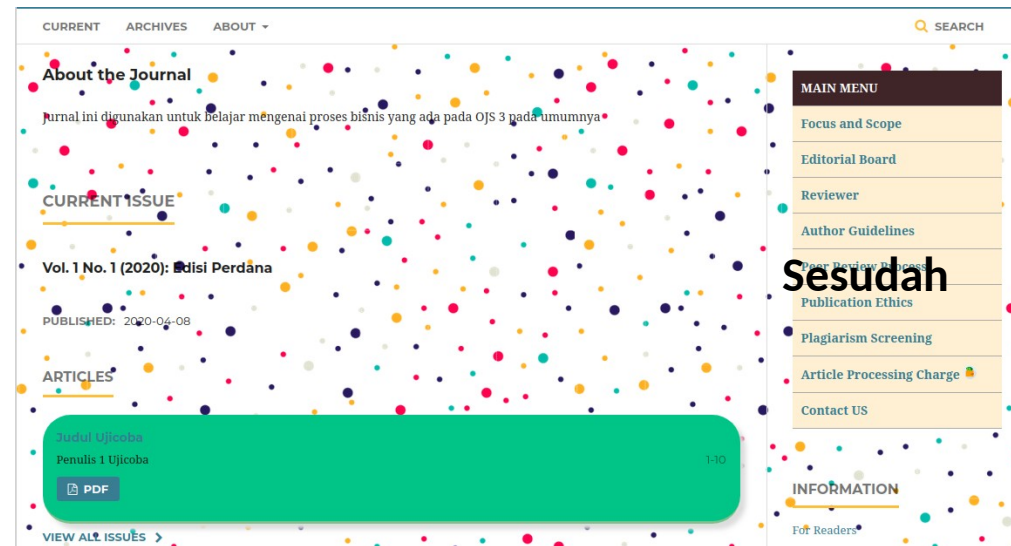 CURRENT ARCHIVES ABOUT
SEARCH
About the Journal
Jurnal ini digunakan untuk belajar mengenai proses bisnis yang ada pada OJS 3 pada umumnya
CURRENT ISSUE
Vol. 1 No. 1 (2020): Edisi Perdana
PUBLISHED: 2020-04-08
ARTICLES
Judul Ujicoba
Penulis 1 Ujicoba 1-10
PDF
VIEW ALL ISSUES
MAIN MENU
Focus and Scope
Editorial Board
Reviewer
Author Guidelines
Peer Review Process
Sesudah
Publication Ethics
Plagiarism Screening
Article Processing Charge
Contact US
INFORMATION
For Readers